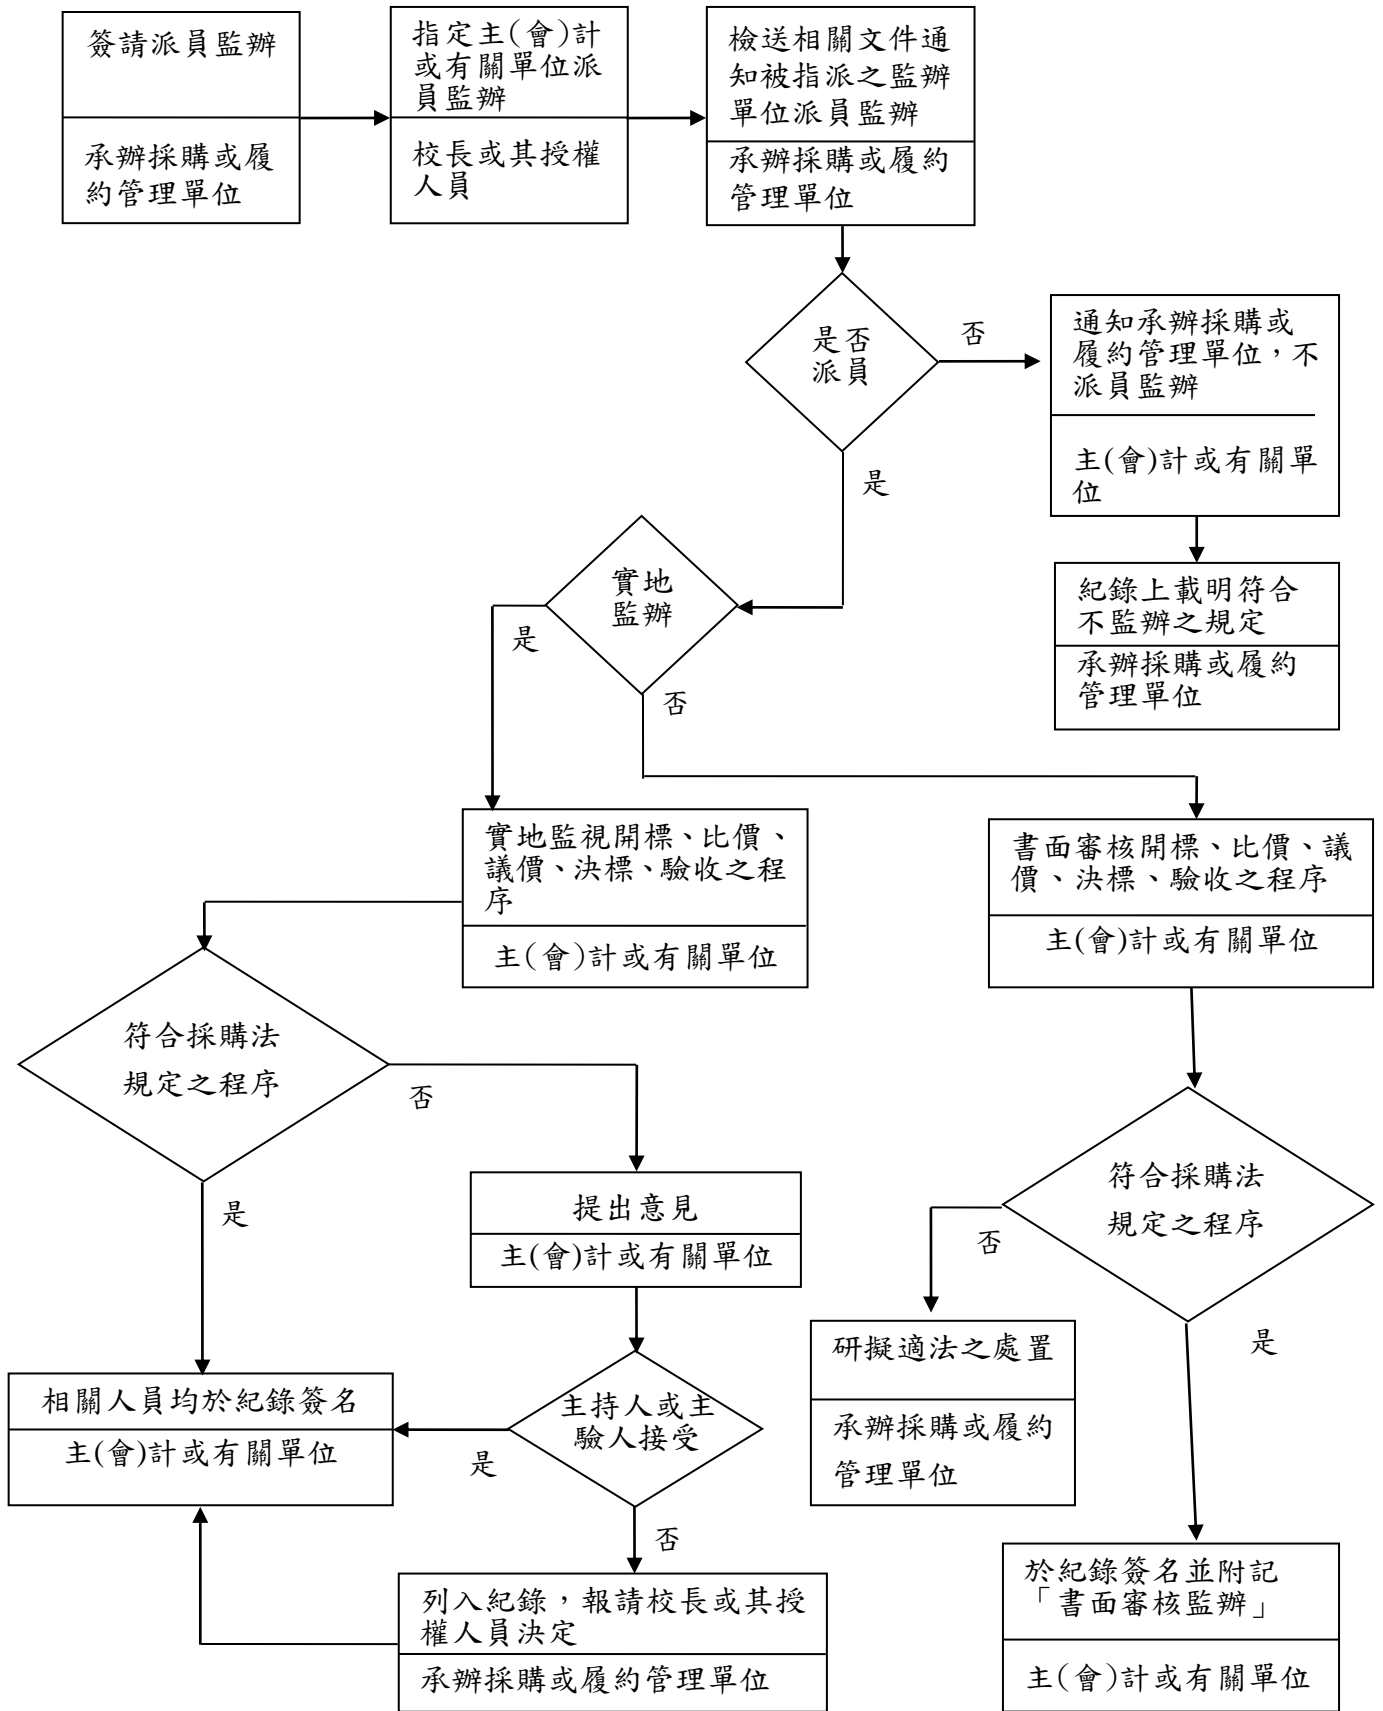 簽請派員監辦
承辦採購或履
約管理單位
指定主(會)計
或有關單位派
員監辦
校長或其授權
人員
檢送相關文件通
知被指派之監辦
單位派員監辦
承辦採購或履約
管理單位
是否
派員
否
通知承辦採購或
履約管理單位，不
派員監辦
主(會)計或有關單
位
是
紀錄上載明符合
不監辦之規定
承辦採購或履約
管理單位
實地
監辦
是
否
實地監視開標、比價、
議價、決標、驗收之程
序
主(會)計或有關單位
書面審核開標、比價、議
價、決標、驗收之程序
主(會)計或有關單位
符合採購法
規定之程序
否
是
提出意見
主(會)計或有關單位
符合採購法
規定之程序
否
是
研擬適法之處置
承辦採購或履約
管理單位
相關人員均於紀錄簽名
主(會)計或有關單位
主持人或主
驗人接受
是
否
列入紀錄，報請校長或其授
權人員決定
承辦採購或履約管理單位
於紀錄簽名並附記
「書面審核監辦」
主(會)計或有關單位